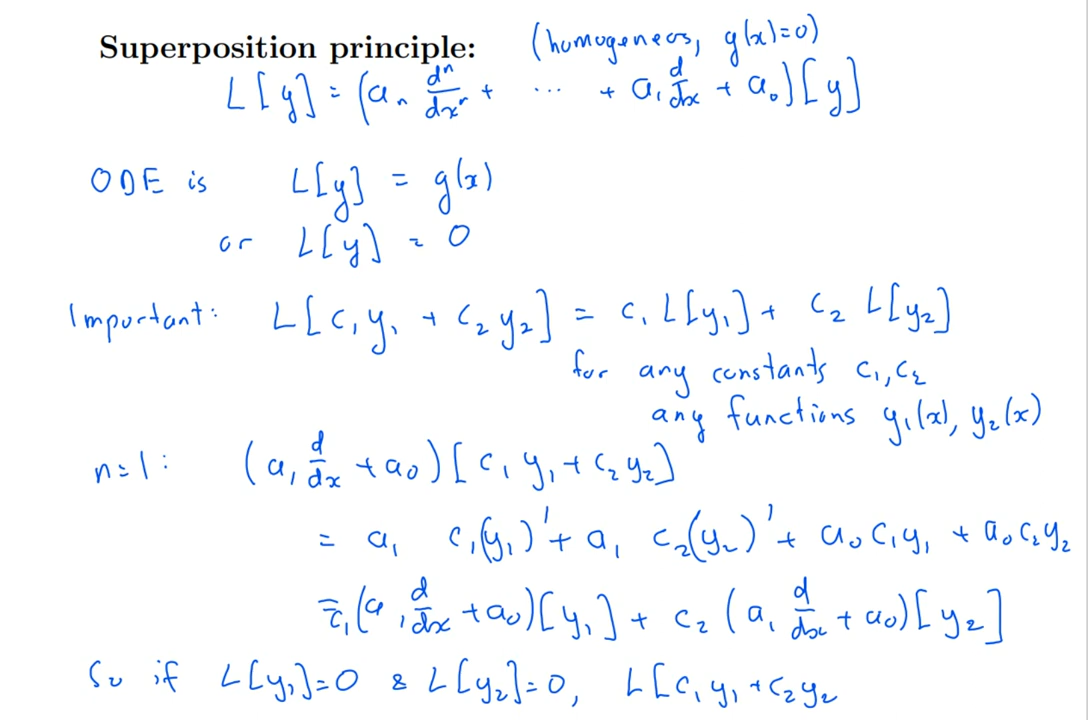 Superposition principle: (homogeneos, g(x)=0)
L[y] = (aₙ dⁿ/dxⁿ + ... + a₁ d/dx + a₀)[y]
ODE is L[y] = g(x)
or L[y] = 0
Important: L[c₁y₁ + c₂y₂] = c₁ L[y₁] + c₂ L[y₂]
for any constants c₁, c₂
any functions y₁(x), y₂(x)
n=1: (a₁ d/dx + a₀)[c₁y₁ + c₂y₂]
= a₁ c₁(y₁)' + a₁ c₂(y₂)' + a₀c₁y₁ + a₀c₂y₂
= c₁(a₁ d/dx + a₀)[y₁] + c₂(a₁ d/dx + a₀)[y₂]
So if L[y₁]=0 & L[y₂]=0, L[c₁y₁+c₂y₂